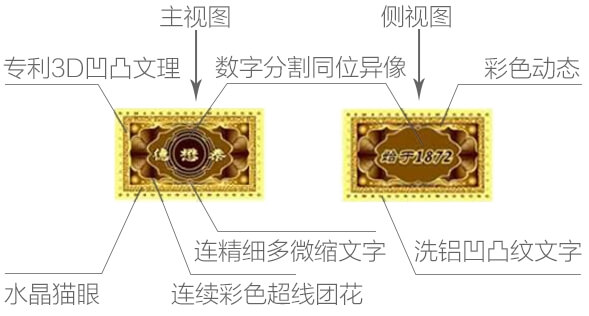 主视图
侧视图
专利3D凹凸文理
数字分割同位异像
彩色动态
德懋恭
始于1872
连精细多微缩文字
洗铝凹凸纹文字
水晶猫眼
连续彩色超线团花